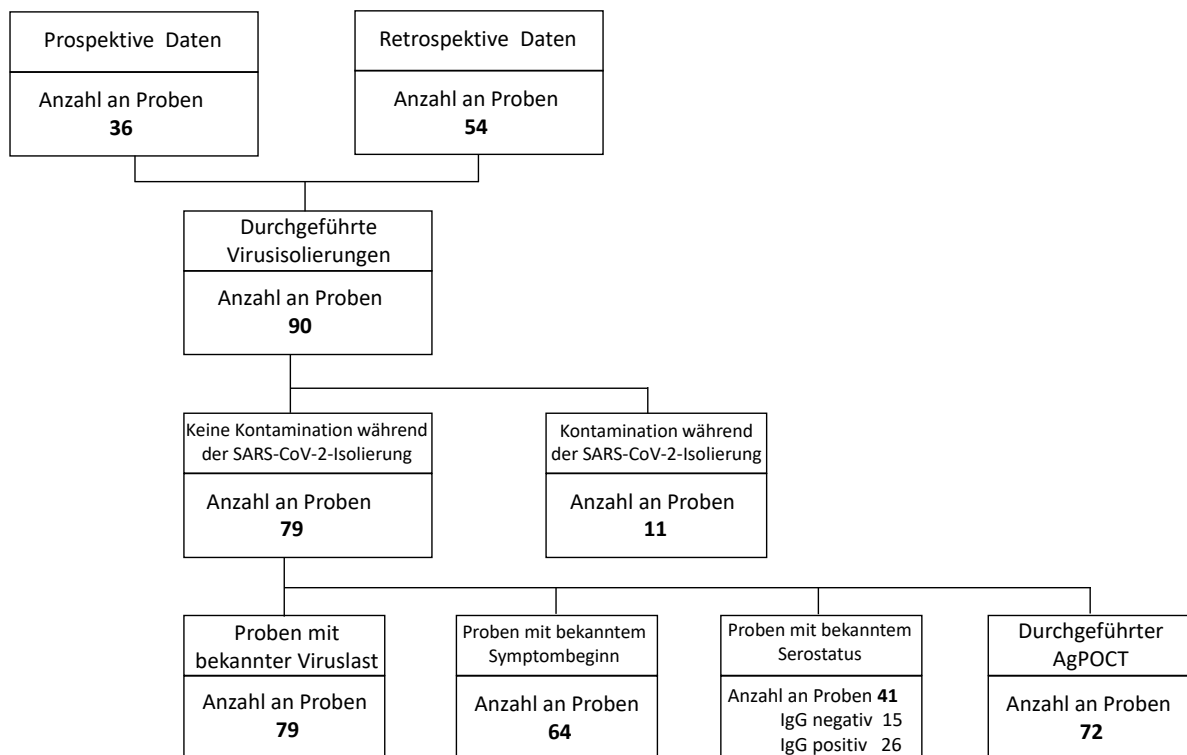 Prospektive Daten
Anzahl an Proben
36
Retrospektive Daten
Anzahl an Proben
54
Durchgeführte
Virusisolierungen
Anzahl an Proben
90
Keine Kontamination während
der SARS-CoV-2-Isolierung
Anzahl an Proben
79
Kontamination während
der SARS-CoV-2-Isolierung
Anzahl an Proben
11
Proben mit
bekannter Viruslast
Anzahl an Proben
79
Proben mit bekanntem
Symptombeginn
Anzahl an Proben
64
Proben mit bekanntem
Serostatus
Anzahl an Proben 41
IgG negativ 15
IgG positiv 26
Durchgeführter
AgPOCT
Anzahl an Proben
72